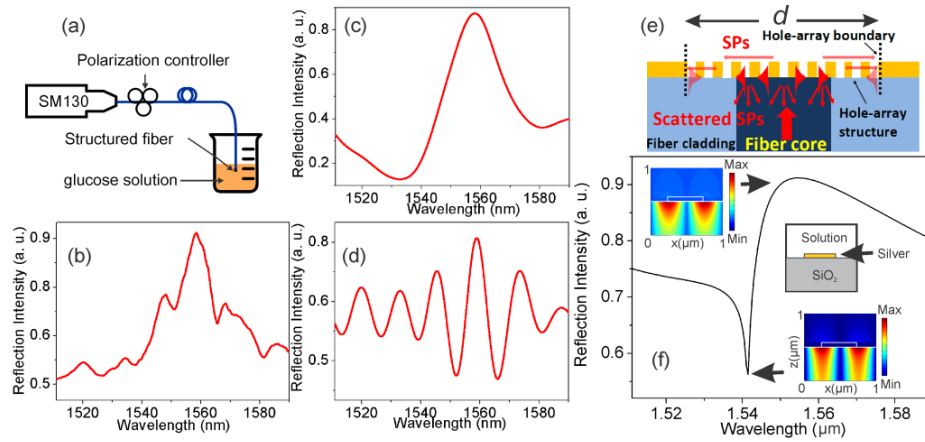 (a)
Polarization controller
SM130
Structured fiber
glucose solution
(b)
Reflection Intensity (a. u.)
0.9
0.8
0.6
0.5
1520
1540
1560
1580
Wavelength (nm)
(c)
Reflection Intensity (a. u.)
0.8
0.6
0.4
0.2
1520
1540
1560
1580
Wavelength (nm)
(d)
Reflection Intensity (a. u.)
0.8
0.6
0.5
1520
1540
1560
1580
Wavelength (nm)
(e)
d
Hole-array boundary
SPs
Scattered SPs
Hole-array
structure
Fiber cladding
Fiber core
(f)
Reflection Intensity (a. u.)
0.9
0.8
0.7
0.6
1.52
1.54
1.56
1.58
Wavelength (μm)
1
Max
0
x(μm)
1
Min
Solution
Silver
SiO2
1
Max
z(μm)
0
x(μm)
1
Min